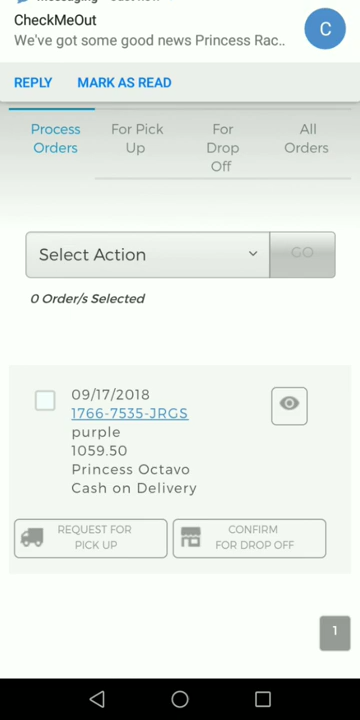 CheckMeOut
We've got some good news Princess Rac..
REPLY MARK AS READ
Process Orders
For Pick Up
For Drop Off
All Orders
Select Action
GO
0 Order/s Selected
09/17/2018
1766-7535-JRGS
purple
1059.50
Princess Octavo
Cash on Delivery
REQUEST FOR
PICK UP
CONFIRM
FOR DROP OFF
1
C